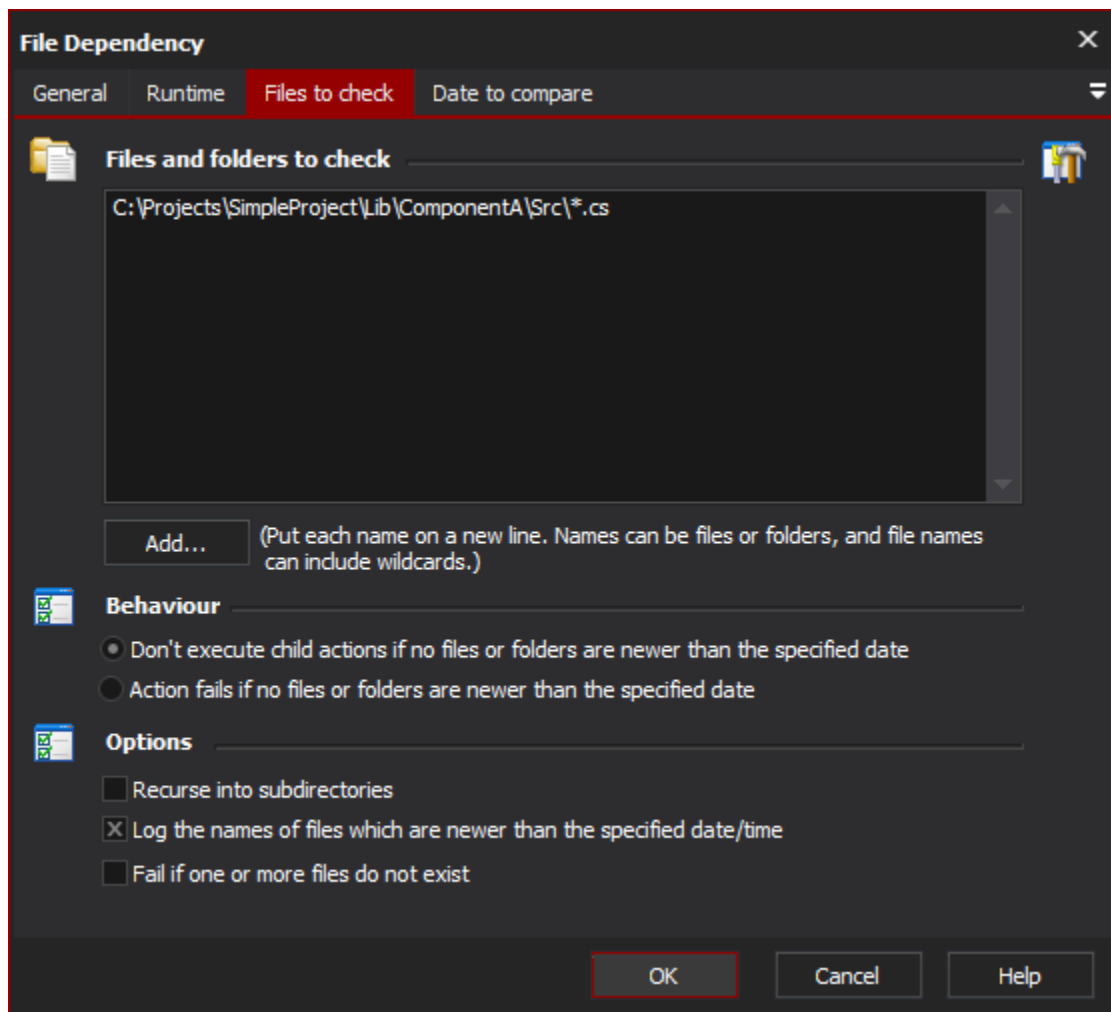 File Dependency
General
Runtime
Files to check
Date to compare
Files and folders to check
C:\Projects\SimpleProject\Lib\ComponentA\Src\*.cs
Add...
(Put each name on a new line. Names can be files or folders, and file names
can include wildcards.)
Behaviour
Don't execute child actions if no files or folders are newer than the specified date
Action fails if no files or folders are newer than the specified date
Options
Recurse into subdirectories
Log the names of files which are newer than the specified date/time
Fail if one or more files do not exist
OK
Cancel
Help